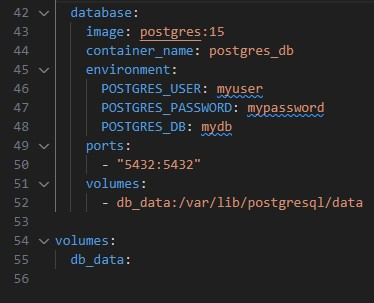 42 database:
43 image: postgres:15
44 container_name: postgres_db
45 environment:
46 POSTGRES_USER: myuser
47 POSTGRES_PASSWORD: mypassword
48 POSTGRES_DB: mydb
49 ports:
50 - "5432:5432"
51 volumes:
52 - db_data:/var/lib/postgresql/data
53
54 volumes:
55 db_data:
56